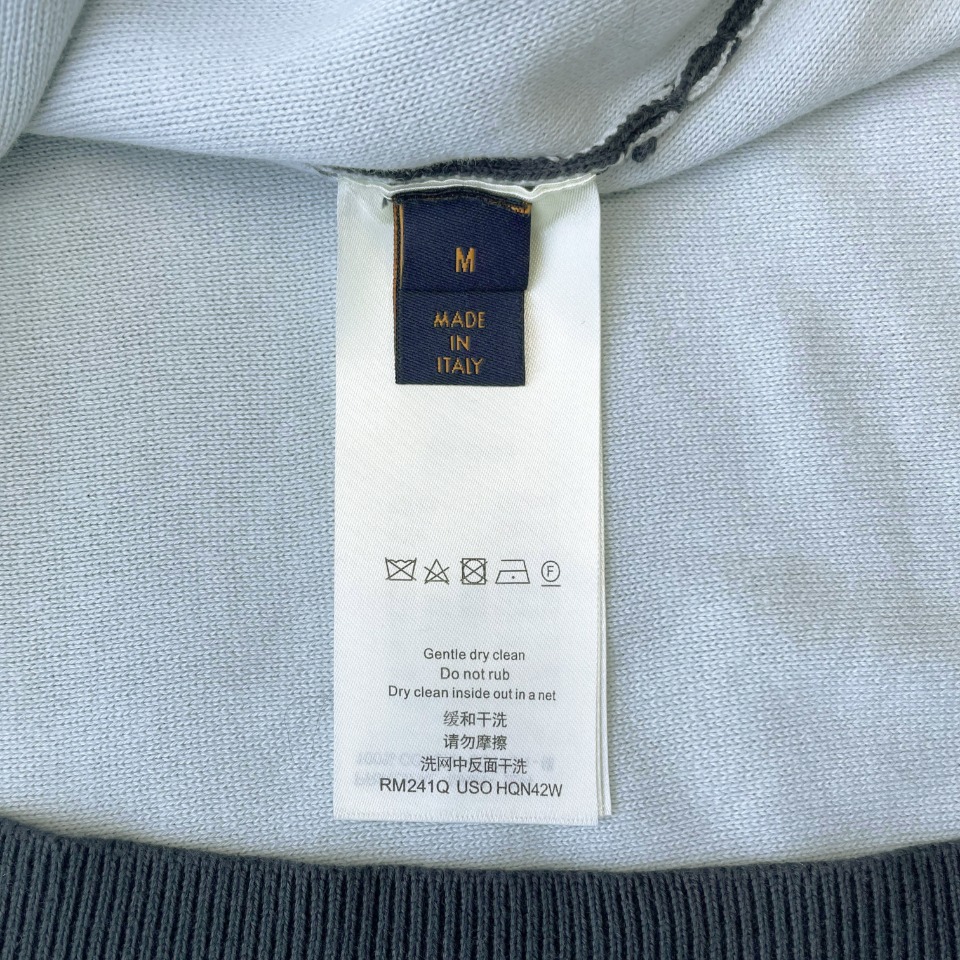 M
MADE
IN
ITALY
F
Gentle dry clean
Do not rub
Dry clean inside out in a net
缓和干洗
请勿摩擦
洗网中反面干洗
RM241Q USO HQN42W